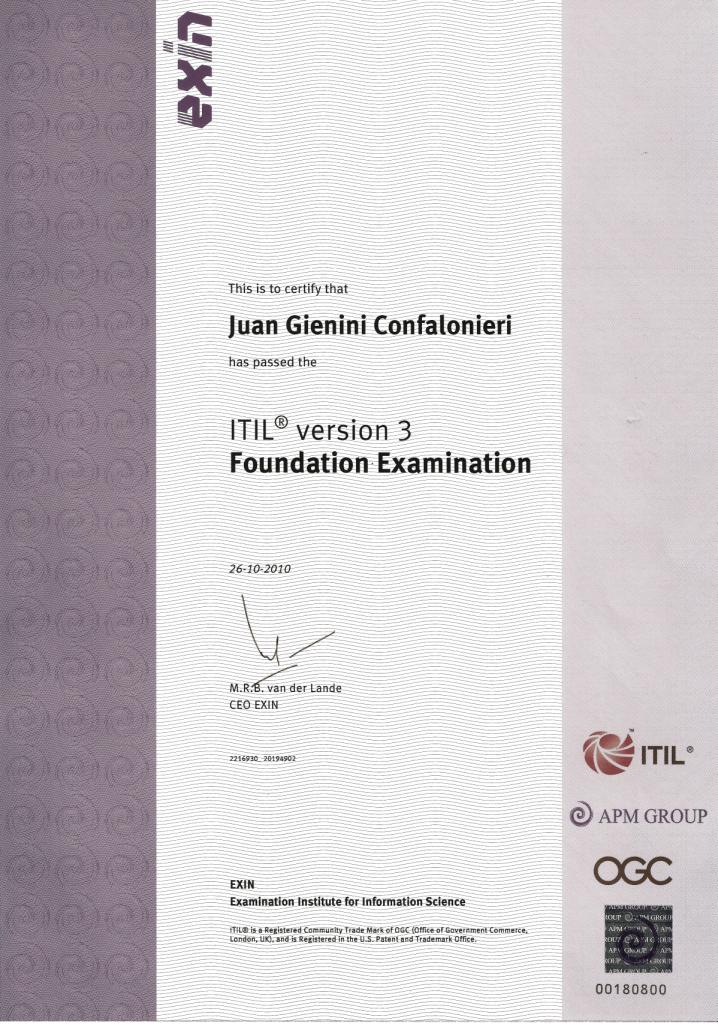 exin
This is to certify that
Juan Gienini Confalonieri
has passed the
ITIL® version 3
Foundation Examination
26-10-2010
M.R.B. van der Lande
CEO EXIN
2216930_20194902
EXIN
Examination Institute for Information Science
ITIL® is a Registered Community Trade Mark of OGC (Office of Government Commerce,
London, UK), and is Registered in the U.S. Patent and Trademark Office.
™
ITIL®
APM GROUP
OGC
APM GROUP
00180800